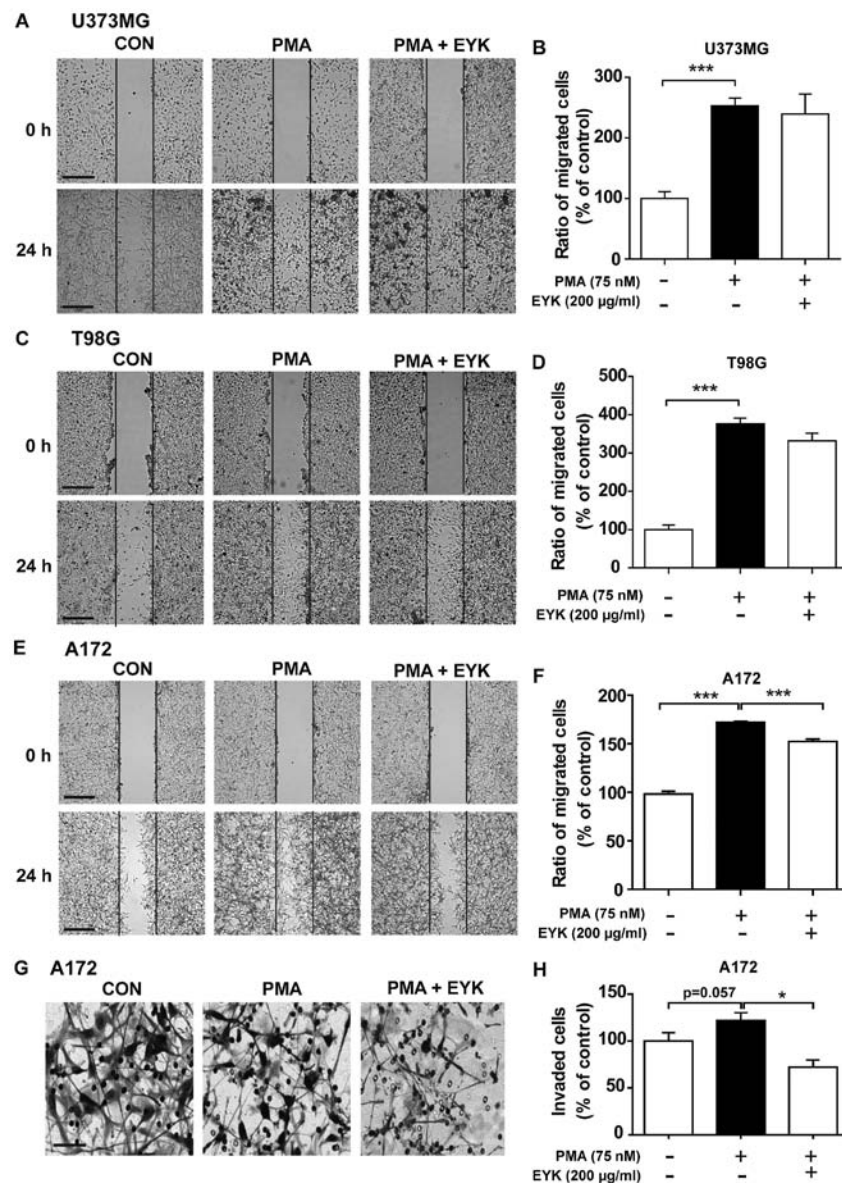 A U373MG
CON PMA PMA + EYK
0 h
24 h
B U373MG
Ratio of migrated cells
(% of control)
300
200
100
0
***
PMA (75 nM) - + +
EYK (200 µg/ml) - - +
C T98G
CON PMA PMA + EYK
0 h
24 h
D T98G
Ratio of migrated cells
(% of control)
500
400
300
200
100
0
***
PMA (75 nM) - + +
EYK (200 µg/ml) - - +
E A172
CON PMA PMA + EYK
0 h
24 h
F A172
Ratio of migrated cells
(% of control)
200
150
100
50
0
*** ***
PMA (75 nM) - + +
EYK (200 µg/ml) - - +
G A172
CON PMA PMA + EYK
H A172
Invaded cells
(% of control)
150
100
50
0
p=0.057 *
PMA (75 nM) - + +
EYK (200 µg/ml) - - +